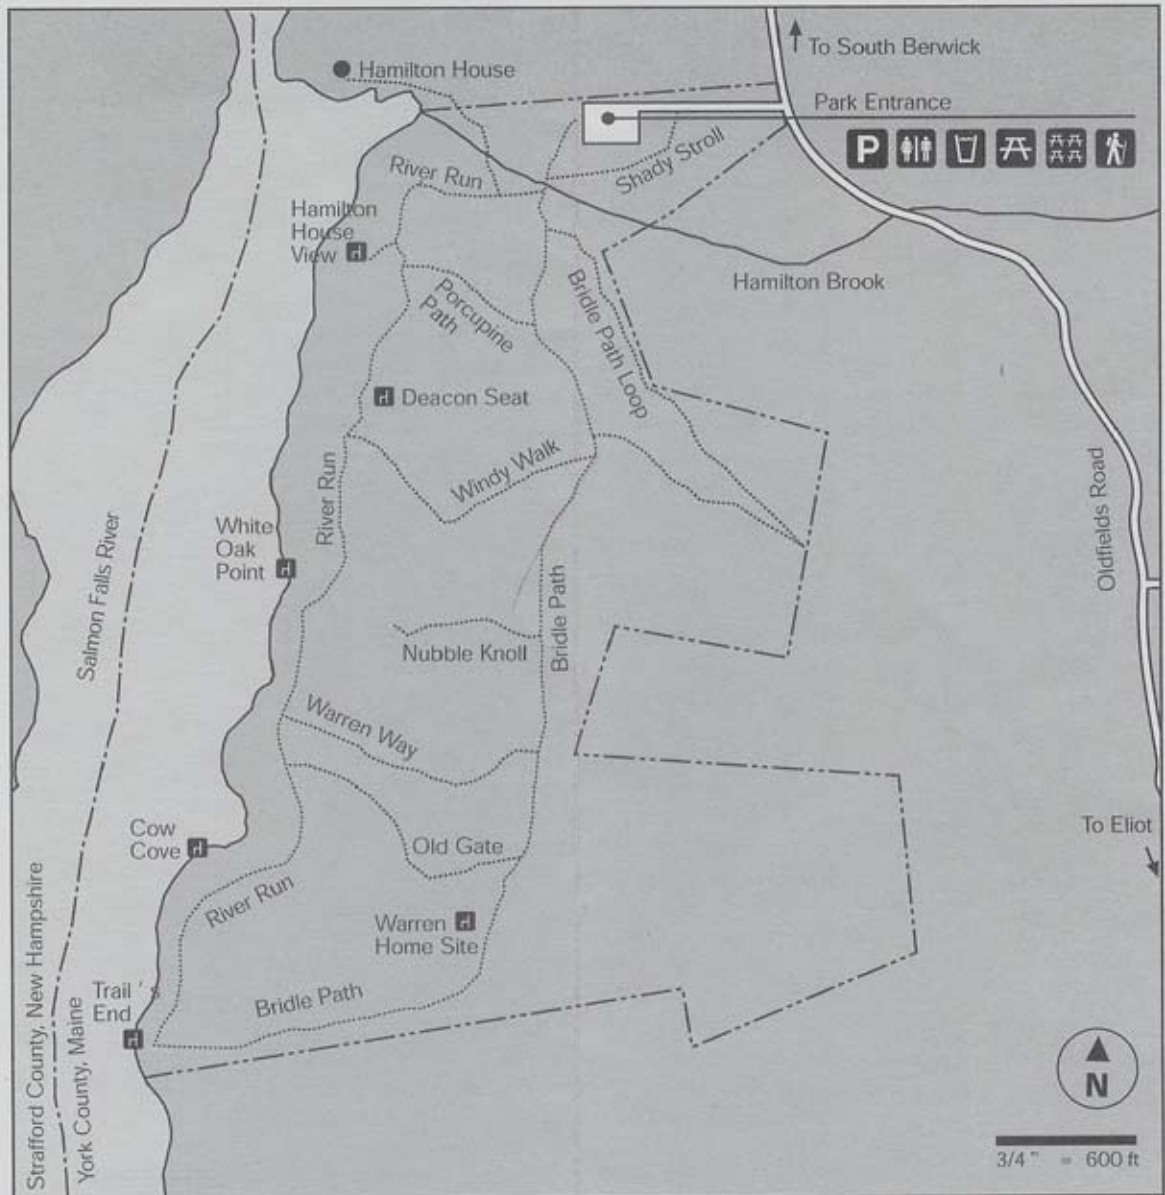 To South Berwick
Hamilton House
Park Entrance
P
Shady Stroll
River Run
Hamilton
House
View
Hamilton Brook
Porcupine
Path
Bridle Path Loop
Deacon Seat
Windy Walk
River Run
Oldfields Road
White
Oak
Point
Salmon Falls River
Bridle Path
Nubble Knoll
Warren Way
To Eliot
Cow
Cove
Old Gate
River Run
Warren
Home Site
Strafford County, New Hampshire
York County, Maine
Trail ' s
End
Bridle Path
N
3/4 " = 600 ft